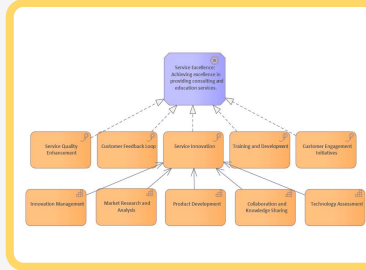 Service Excellence:
Achieving excellence in
providing consulting and
education services.
Service Quality
Enhancement
Customer Feedback Loop
Service Innovation
Training and Development
Customer Engagement
Initiatives
Innovation Management
Market Research and
Analysis
Product Development
Collaboration and
Knowledge Sharing
Technology Assessment